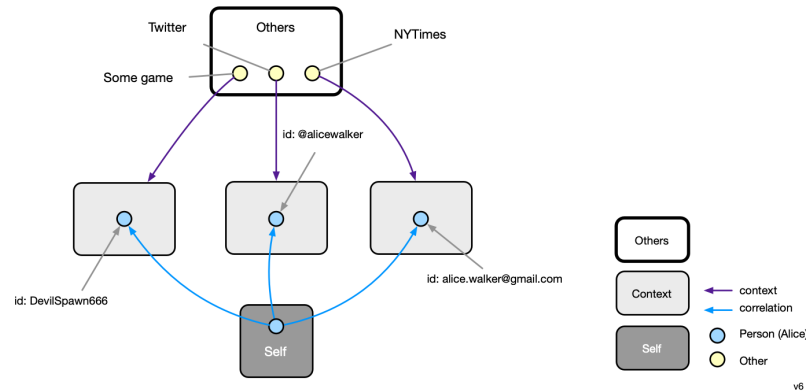 Twitter
Others
NYTimes
Some game
id: @alicewalker
id: DevilSpawn666
id: alice.walker@gmail.com
Self
Others
Context
context
correlation
Self
Person (Alice)
Other
v6